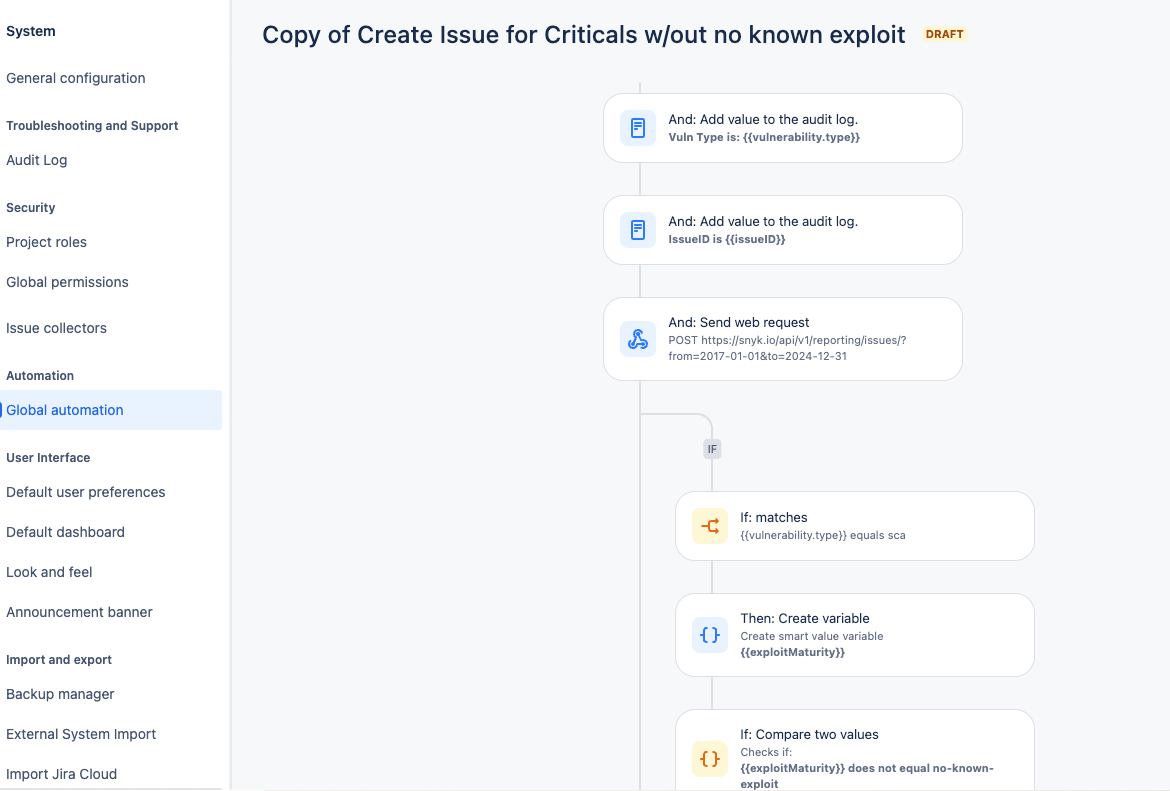 System
General configuration
Troubleshooting and Support
Audit Log
Security
Project roles
Global permissions
Issue collectors
Automation
Global automation
User Interface
Default user preferences
Default dashboard
Look and feel
Announcement banner
Import and export
Backup manager
External System Import
Import Jira Cloud
Copy of Create Issue for Criticals w/out no known exploit DRAFT
And: Add value to the audit log.
Vuln Type is: {{vulnerability.type}}
And: Add value to the audit log.
IssueID is {{issueID}}
And: Send web request
POST https://snyk.io/api/v1/reporting/issues/?
from=2017-01-01&to=2024-12-31
IF
If: matches
{{vulnerability.type}} equals sca
Then: Create variable
Create smart value variable
{{exploitMaturity}}
If: Compare two values
Checks if:
{{exploitMaturity}} does not equal no-known-
exploit